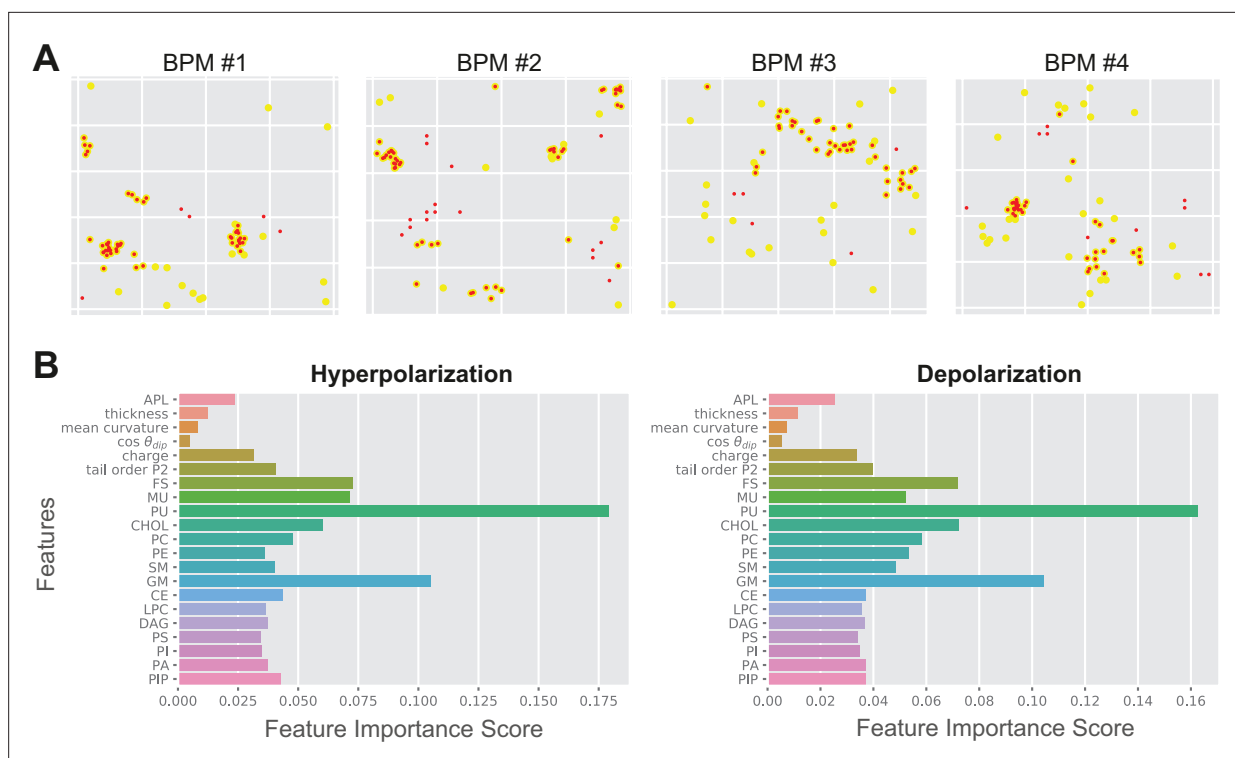 A
BPM #1
BPM #2
BPM #3
BPM #4
B
Hyperpolarization
Features
APL
thickness
mean curvature
cos θdip
charge
tail order P2
FS
MU
PU
CHOL
PC
PE
SM
GM
CE
LPC
DAG
PS
PI
PA
PIP
0.000 0.025 0.050 0.075 0.100 0.125 0.150 0.175
Feature Importance Score
Depolarization
APL
thickness
mean curvature
cos θdip
charge
tail order P2
FS
MU
PU
CHOL
PC
PE
SM
GM
CE
LPC
DAG
PS
PI
PA
PIP
0.00 0.02 0.04 0.06 0.08 0.10 0.12 0.14 0.16
Feature Importance Score